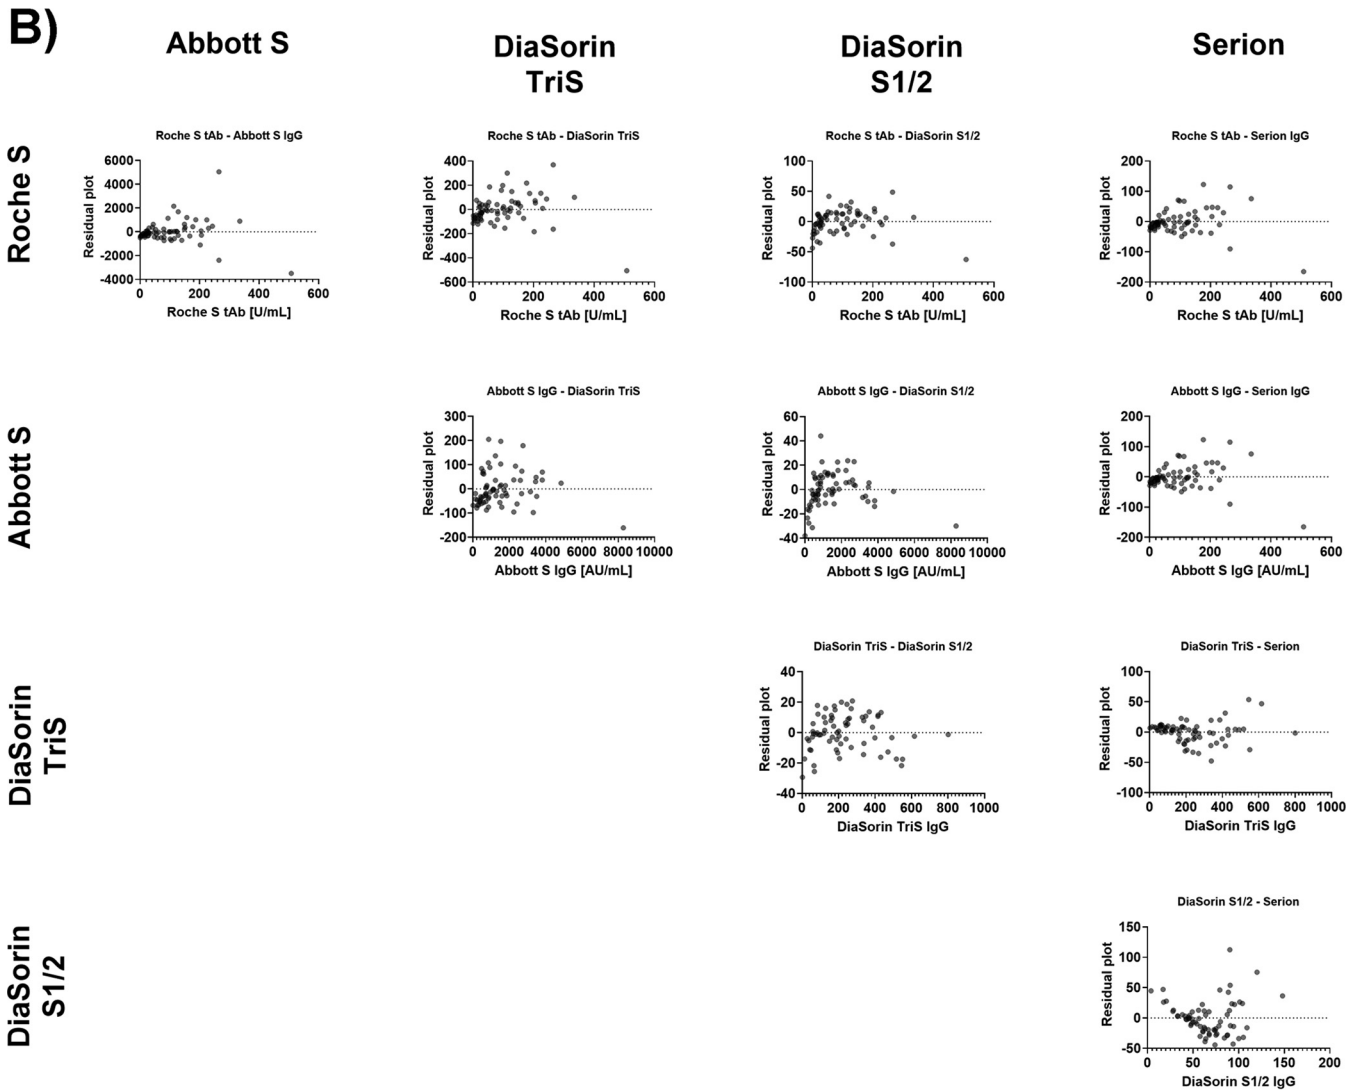 B)
Abbott S
DiaSorin
TriS
DiaSorin
S1/2
Serion
Roche S
Roche S tAb - Abbott S IgG
Residual plot
6000
4000
2000
0
-2000
-4000
0 200 400 600
Roche S tAb [U/mL]
Roche S tAb - DiaSorin TriS
Residual plot
400
200
0
-200
-400
-600
0 200 400 600
Roche S tAb [U/mL]
Roche S tAb - DiaSorin S1/2
Residual plot
100
50
0
-50
-100
0 200 400 600
Roche S tAb [U/mL]
Roche S tAb - Serion IgG
Residual plot
200
100
0
-100
-200
0 200 400 600
Roche S tAb [U/mL]
Abbott S
Abbott S IgG - DiaSorin TriS
Residual plot
300
200
100
0
-100
-200
0 2000 4000 6000 8000 10000
Abbott S IgG [AU/mL]
Abbott S IgG - DiaSorin S1/2
Residual plot
60
40
20
0
-20
-40
0 2000 4000 6000 8000 10000
Abbott S IgG [AU/mL]
Abbott S IgG - Serion IgG
Residual plot
200
100
0
-100
-200
0 200 400 600
Abbott S IgG [AU/mL]
DiaSorin
TriS
DiaSorin TriS - DiaSorin S1/2
Residual plot
40
20
0
-20
-40
0 200 400 600 800 1000
DiaSorin TriS IgG
DiaSorin TriS - Serion
Residual plot
100
50
0
-50
-100
0 200 400 600 800 1000
DiaSorin TriS IgG
DiaSorin
S1/2
DiaSorin S1/2 - Serion
Residual plot
150
100
50
0
-50
0 50 100 150 200
DiaSorin S1/2 IgG